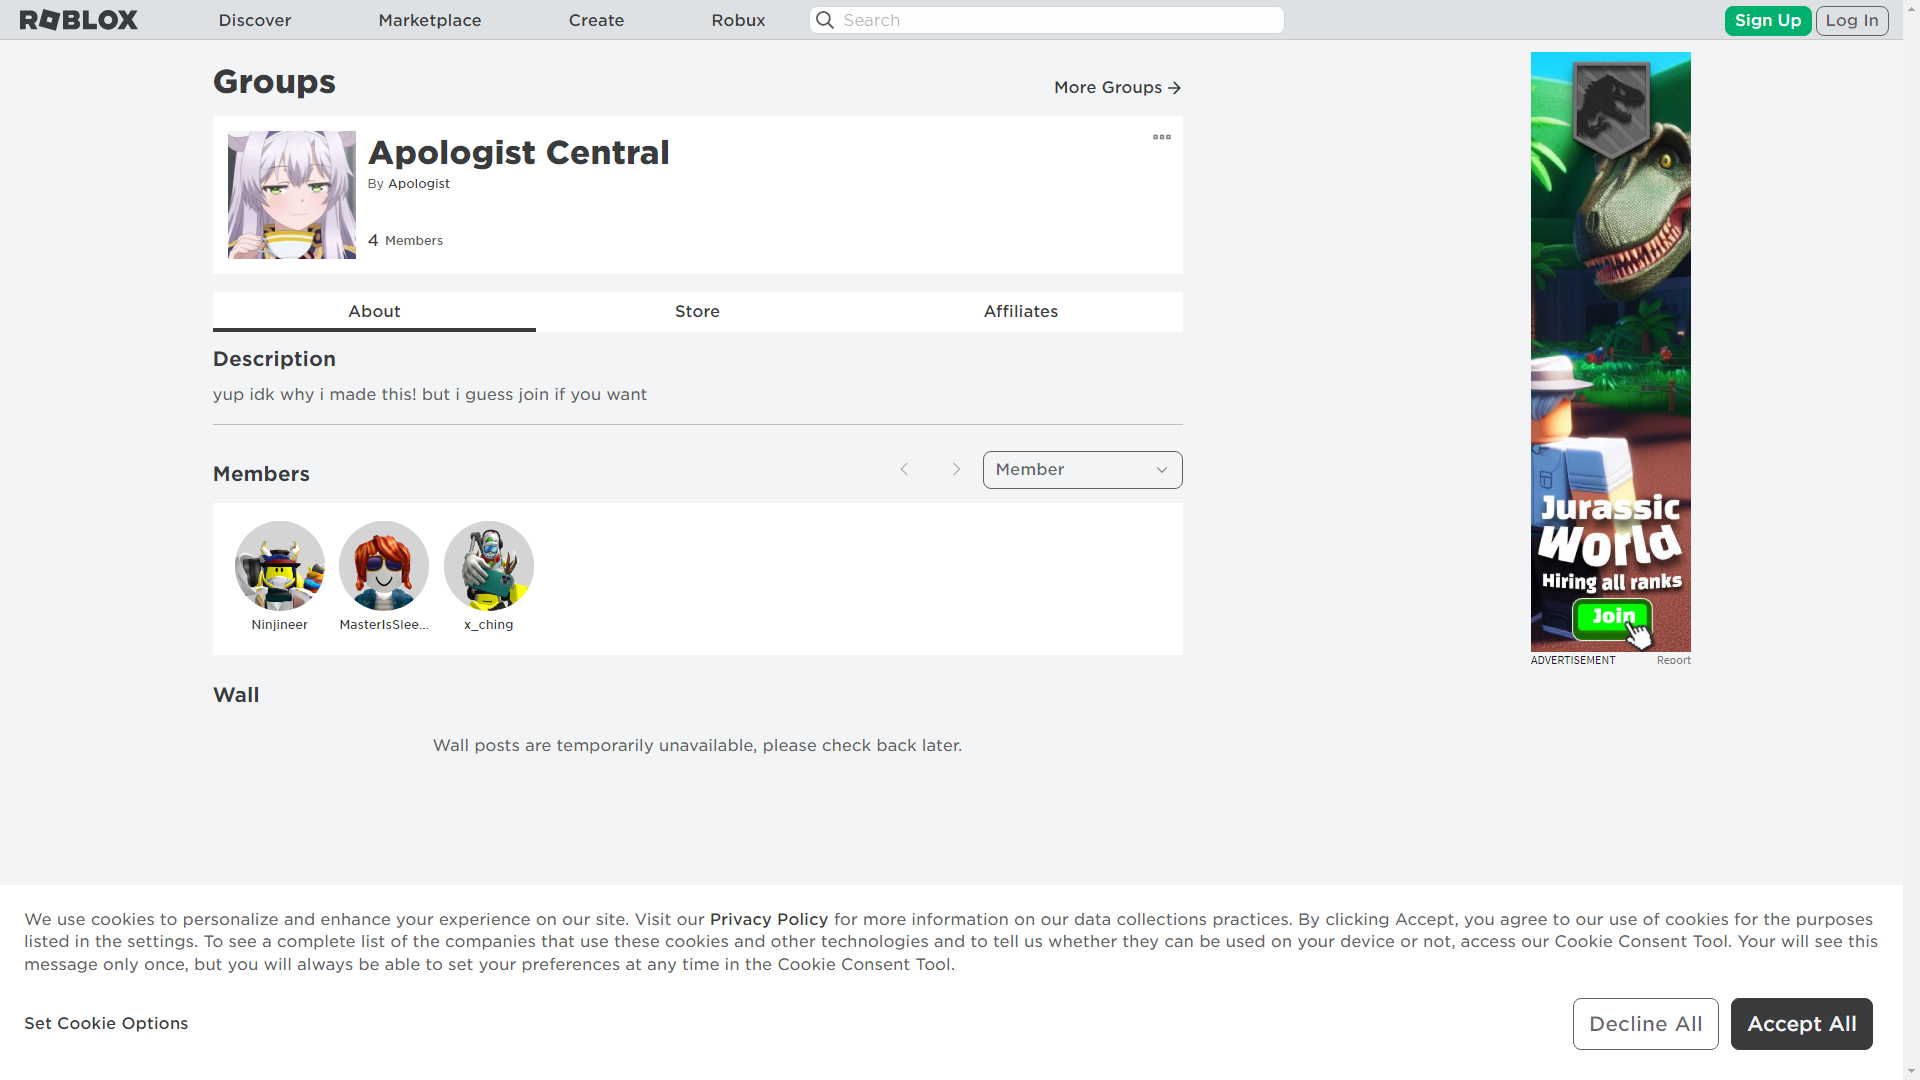 ROBLOX
Discover
Marketplace
Create
Robux
Search
Sign Up
Log In
Groups
More Groups
Apologist Central
By Apologist
4 Members
About
Store
Affiliates
Description
yup idk why i made this! but i guess join if you want
Members
Member
Ninjineer
MasterIsSlee...
x_ching
Wall
Wall posts are temporarily unavailable, please check back later.
Jurassic
World
Hiring all ranks
Join
ADVERTISEMENT
Report
We use cookies to personalize and enhance your experience on our site. Visit our Privacy Policy for more information on our data collections practices. By clicking Accept, you agree to our use of cookies for the purposes
listed in the settings. To see a complete list of the companies that use these cookies and other technologies and to tell us whether they can be used on your device or not, access our Cookie Consent Tool. Your will see this
message only once, but you will always be able to set your preferences at any time in the Cookie Consent Tool.
Set Cookie Options
Decline All
Accept All